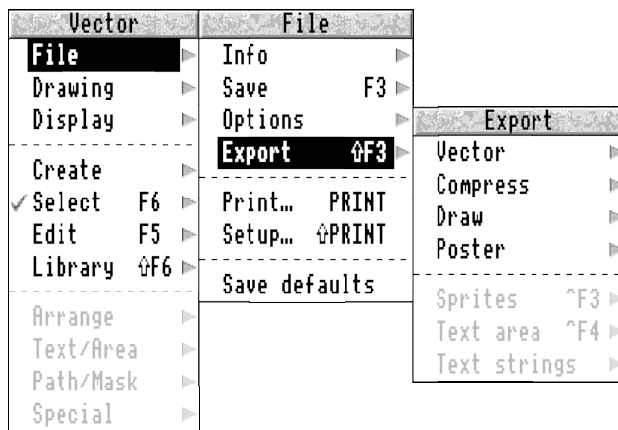 Vector
File
Drawing
Display
Create
Select F6
Edit F5
Library ⇧F6
Arrange
Text/Area
Path/Mask
Special
File
Info
Save F3
Options
Export ⇧F3
Print… PRINT
Setup… ⇧PRINT
Save defaults
Export
Vector
Compress
Draw
Poster
Sprites ^F3
Text area ^F4
Text strings